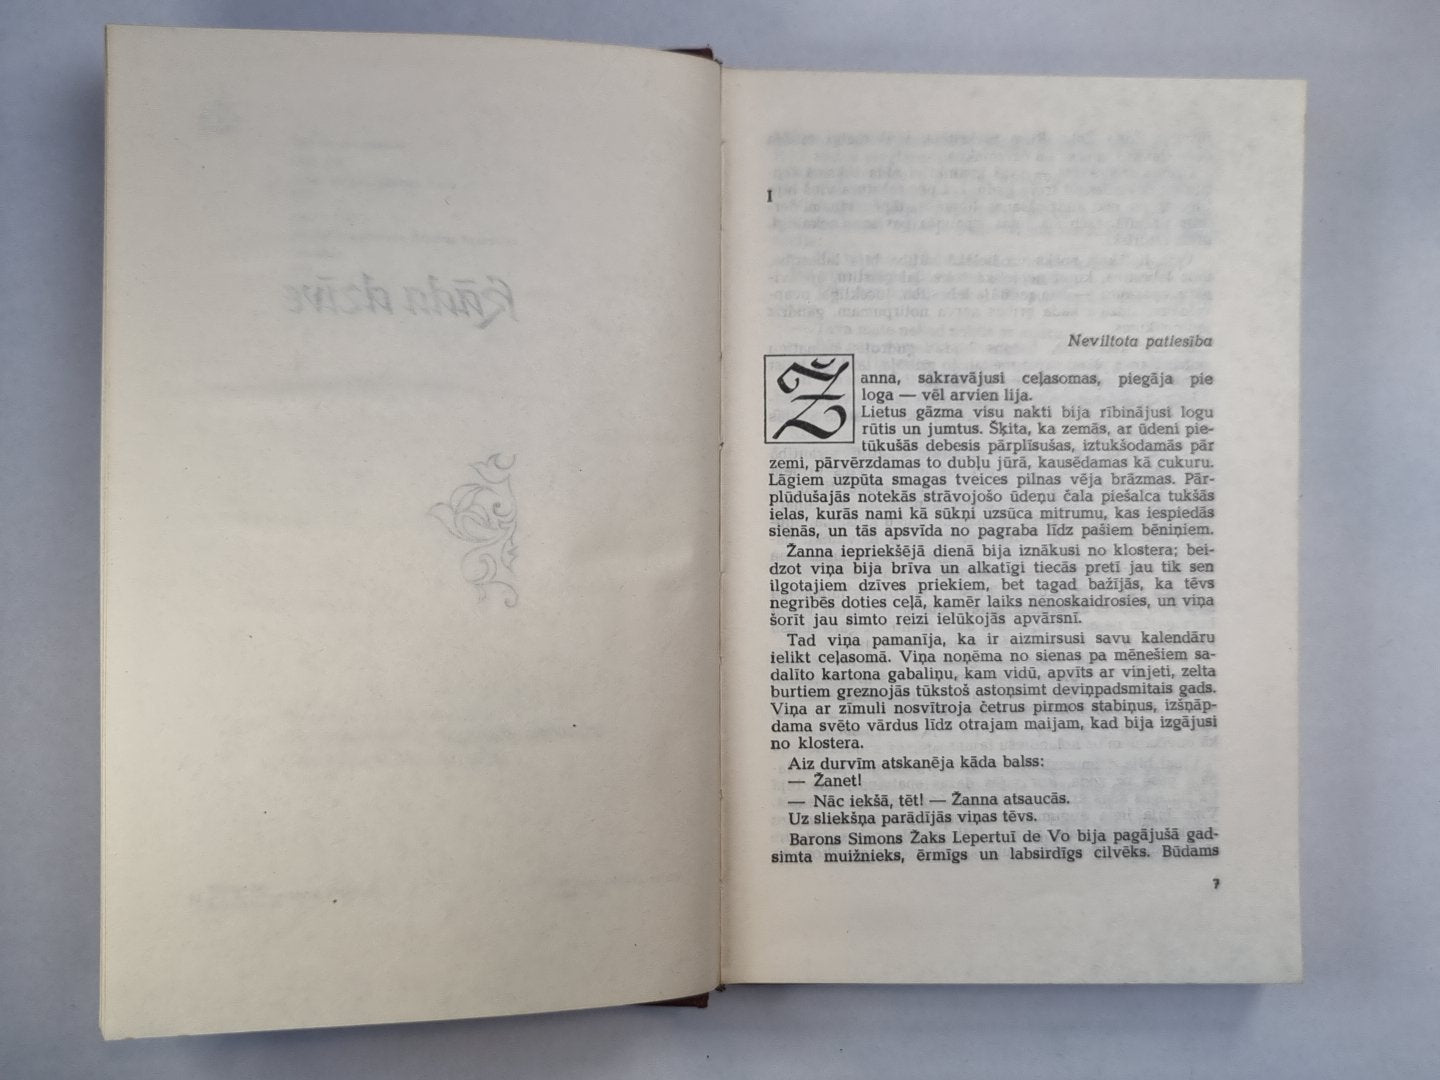 Kāda dzīve
I
Neviltota patiesība
Žanna, sakravājusi ceļasomas, piegāja pie
loga — vēl arvien lija.
Lietus gāzma visu nakti bija rībinājusi logu
rūtis un jumtus. Šķita, ka zemās, ar ūdeni pie-
tūkušās debesis pārplīsušas, iztukšodamās pār
zemi, pārvērzdamas to dubļu jūrā, kausēdamas kā cukuru.
Lāgiem uzpūta smagas tveices pilnas vēja brāzmas. Pār-
plūdušajās notekās strāvojošo ūdeņu čala piešalca tukšās
ielas, kurās nami kā sūkņi uzsūca mitrumu, kas iespiedās
sienās, un tās apsvīda no pagraba līdz pašiem bēniņiem.
Žanna iepriekšējā dienā bija iznākusi no klostera; bei-
dzot viņa bija brīva un alkatīgi tiecās pretī jau tik sen
ilgotajiem dzīves priekiem, bet tagad bažījās, ka tēvs
negribēs doties ceļā, kamēr laiks nenoskaidrosies, un viņa
šorīt jau simto reizi ielūkojās apvārsnī.
Tad viņa pamanīja, ka ir aizmirsusi savu kalendāru
ielikt ceļasomā. Viņa noņēma no sienas pa mēnešiem sa-
dalīto kartona gabaliņu, kam vidū, apvīts ar vinjeti, zelta
burtiem greznojās tūkstoš astoņsimt deviņpadsmitais gads.
Viņa ar zīmuli nosvītroja četrus pirmos stabiņus, izšņāp-
dama svēto vārdus līdz otrajam maijam, kad bija izgājusi
no klostera.
Aiz durvīm atskanēja kāda balss:
— Žanet!
— Nāc iekšā, tēt! — Žanna atsaucās.
Uz sliekšņa parādījās viņas tēvs.
Barons Simons Žaks Lepertuī de Vo bija pagājušā gad-
simta muižnieks, ērmīgs un labsirdīgs cilvēks. Būdams
7